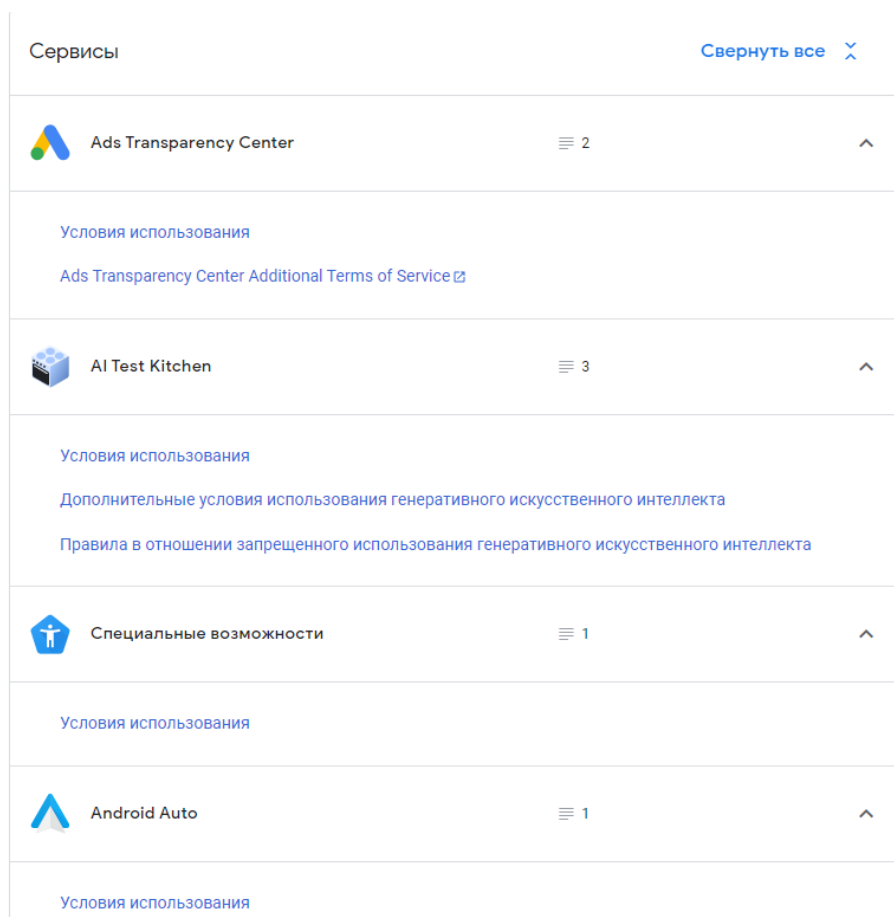 Сервисы Свернуть все
Ads Transparency Center 2
Условия использования
Ads Transparency Center Additional Terms of Service
AI Test Kitchen 3
Условия использования
Дополнительные условия использования генеративного искусственного интеллекта
Правила в отношении запрещенного использования генеративного искусственного интеллекта
Специальные возможности 1
Условия использования
Android Auto 1
Условия использования